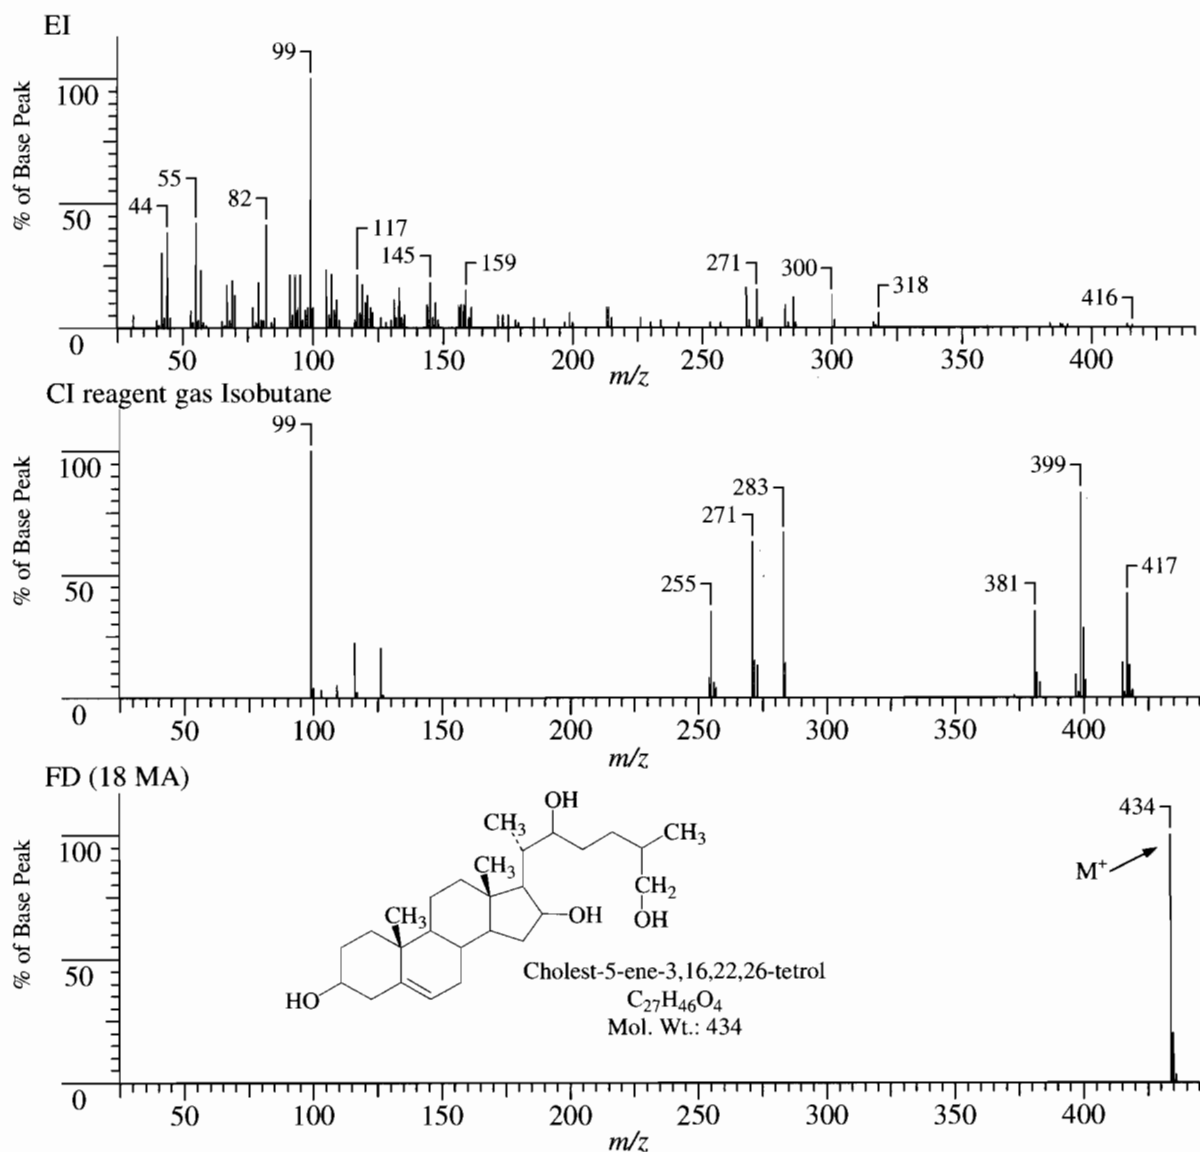 EI
% of Base Peak
100
50
0
99
55
44
82
117
145
159
271
300
318
416
50 100 150 200 250 300 350 400
m/z
CI reagent gas Isobutane
% of Base Peak
100
50
0
99
255
271
283
381
399
417
50 100 150 200 250 300 350 400
m/z
FD (18 MA)
% of Base Peak
100
50
0
434
M⁺
OH
CH₃
CH₃
CH₃
CH₂
OH
OH
CH₃
HO
Cholest-5-ene-3,16,22,26-tetrol
C₂₇H₄₆O₄
Mol. Wt.: 434
50 100 150 200 250 300 350 400
m/z